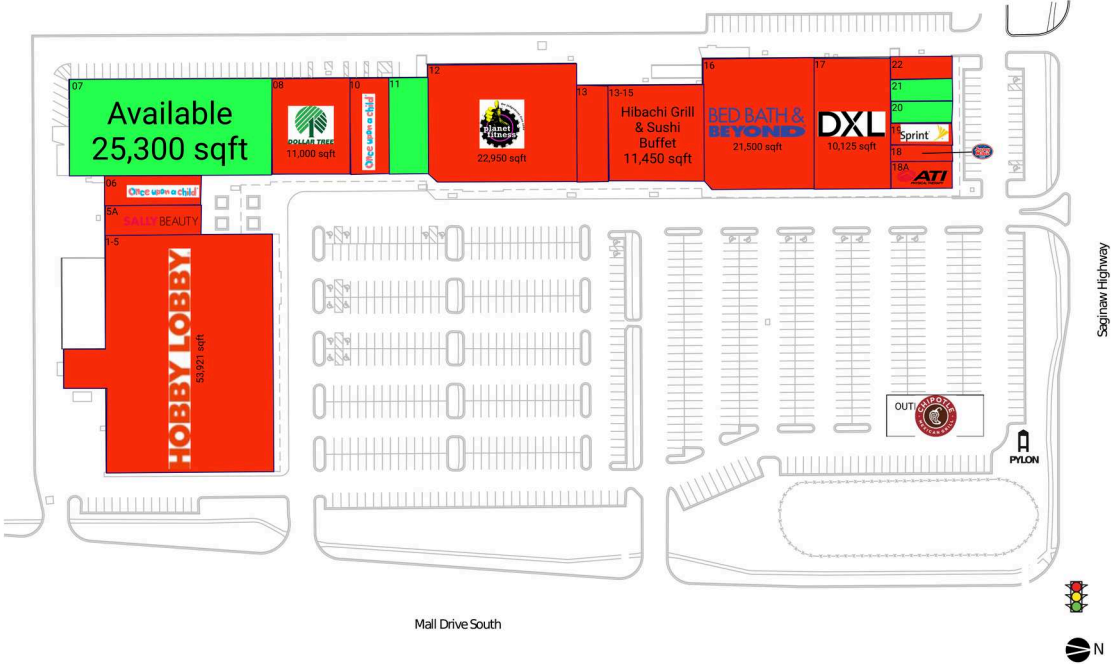 07
Available
25,300 sqft
08
DOLLAR TREE
11,000 sqft
10
Once upon a child
11
12
planet
fitness
22,950 sqft
13
13-15
Hibachi Grill
& Sushi
Buffet
11,450 sqft
16
BED BATH &
BEYOND
21,500 sqft
17
DXL
10,125 sqft
22
21
20
19
Sprint
18
18A
ATI
PHYSICAL THERAPY
06
Once upon a child
5A
SALLY BEAUTY
1-5
HOBBY LOBBY
53,921 sqft
OUT
CHIPOTLE
MEXICAN GRILL
PYLON
Saginaw Highway
Mall Drive South
N